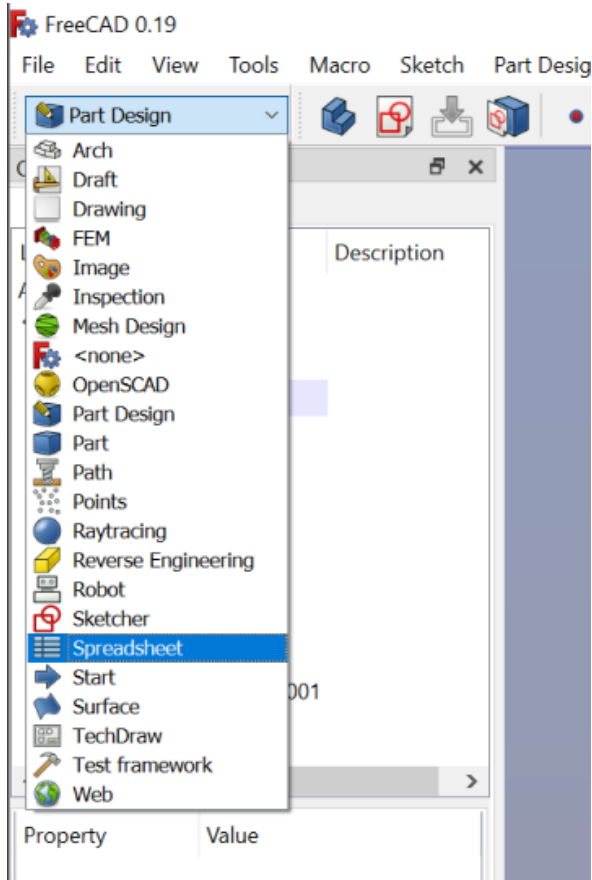 FreeCAD 0.19
File Edit View Tools Macro Sketch Part Desig
Part Design
Arch
Draft
Drawing
FEM
Description
Image
Inspection
Mesh Design
<none>
OpenSCAD
Part Design
Part
Path
Points
Raytracing
Reverse Engineering
Robot
Sketcher
Spreadsheet
Start
001
Surface
TechDraw
Test framework
Web
Property Value